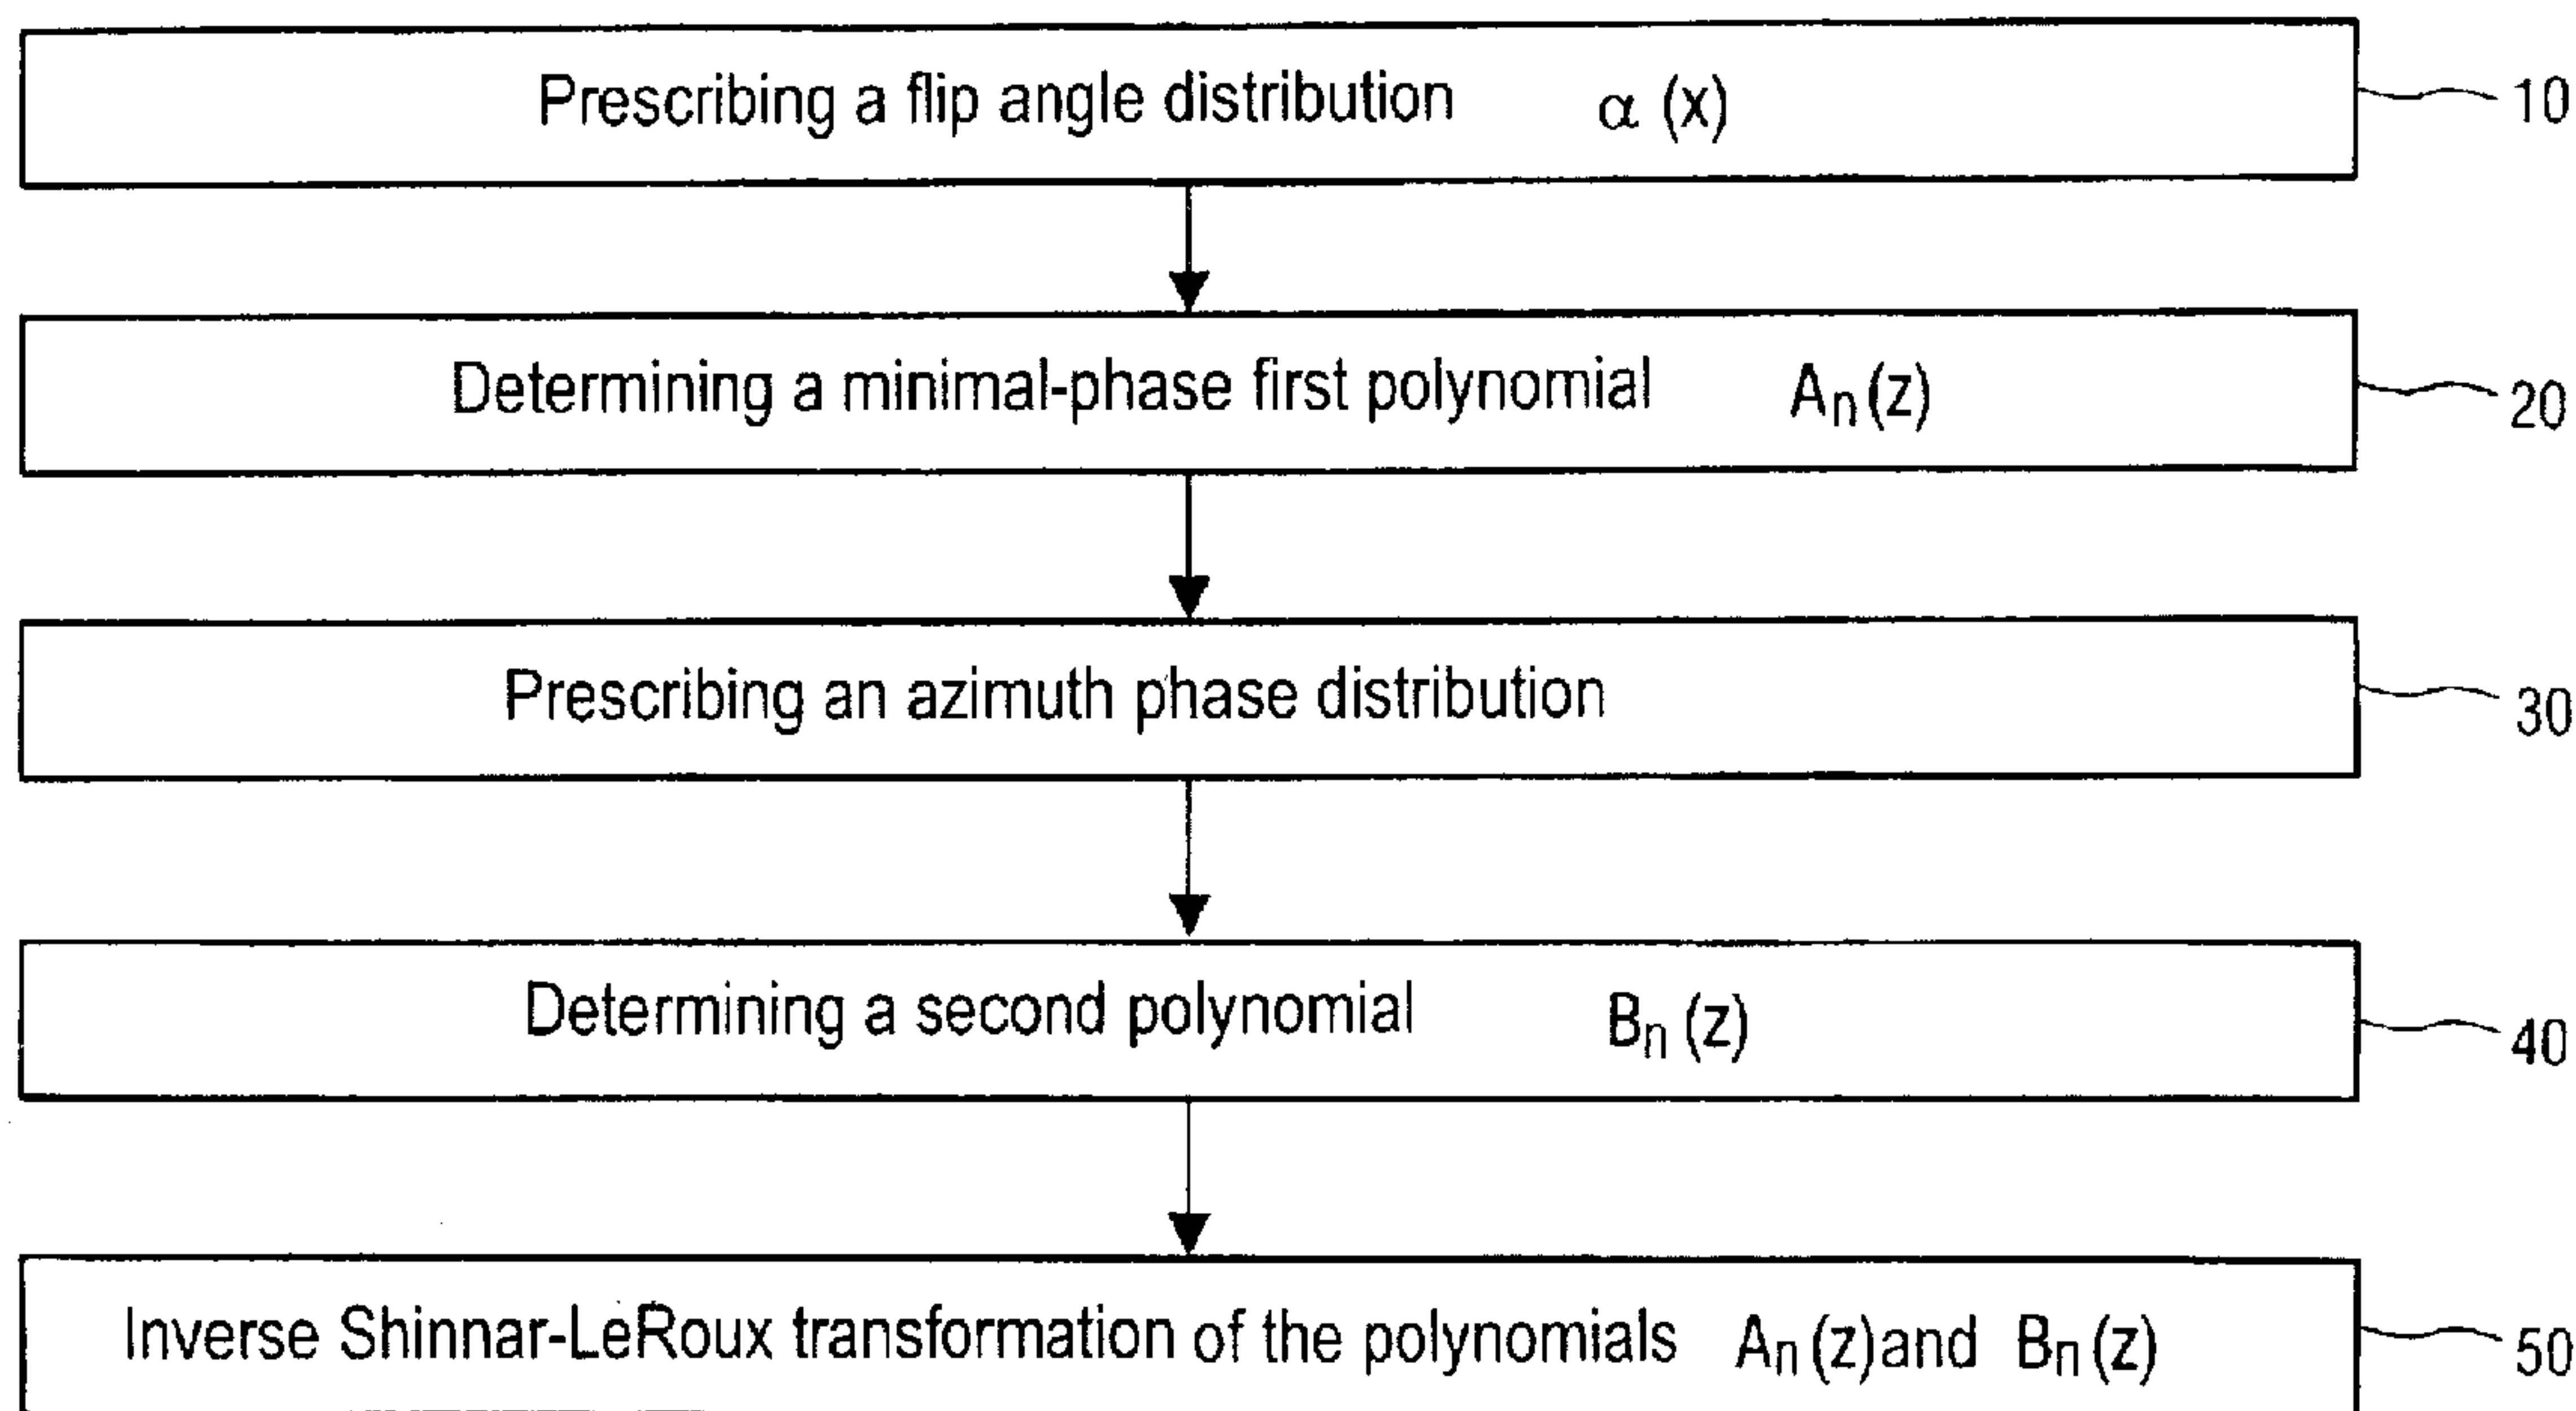 Prescribing a flip angle distribution α (x)
10
Determining a minimal-phase first polynomial Aₙ(z)
20
Prescribing an azimuth phase distribution
30
Determining a second polynomial Bₙ (z)
40
Inverse Shinnar-LeRoux transformation of the polynomials Aₙ(z)and Bₙ(z)
50